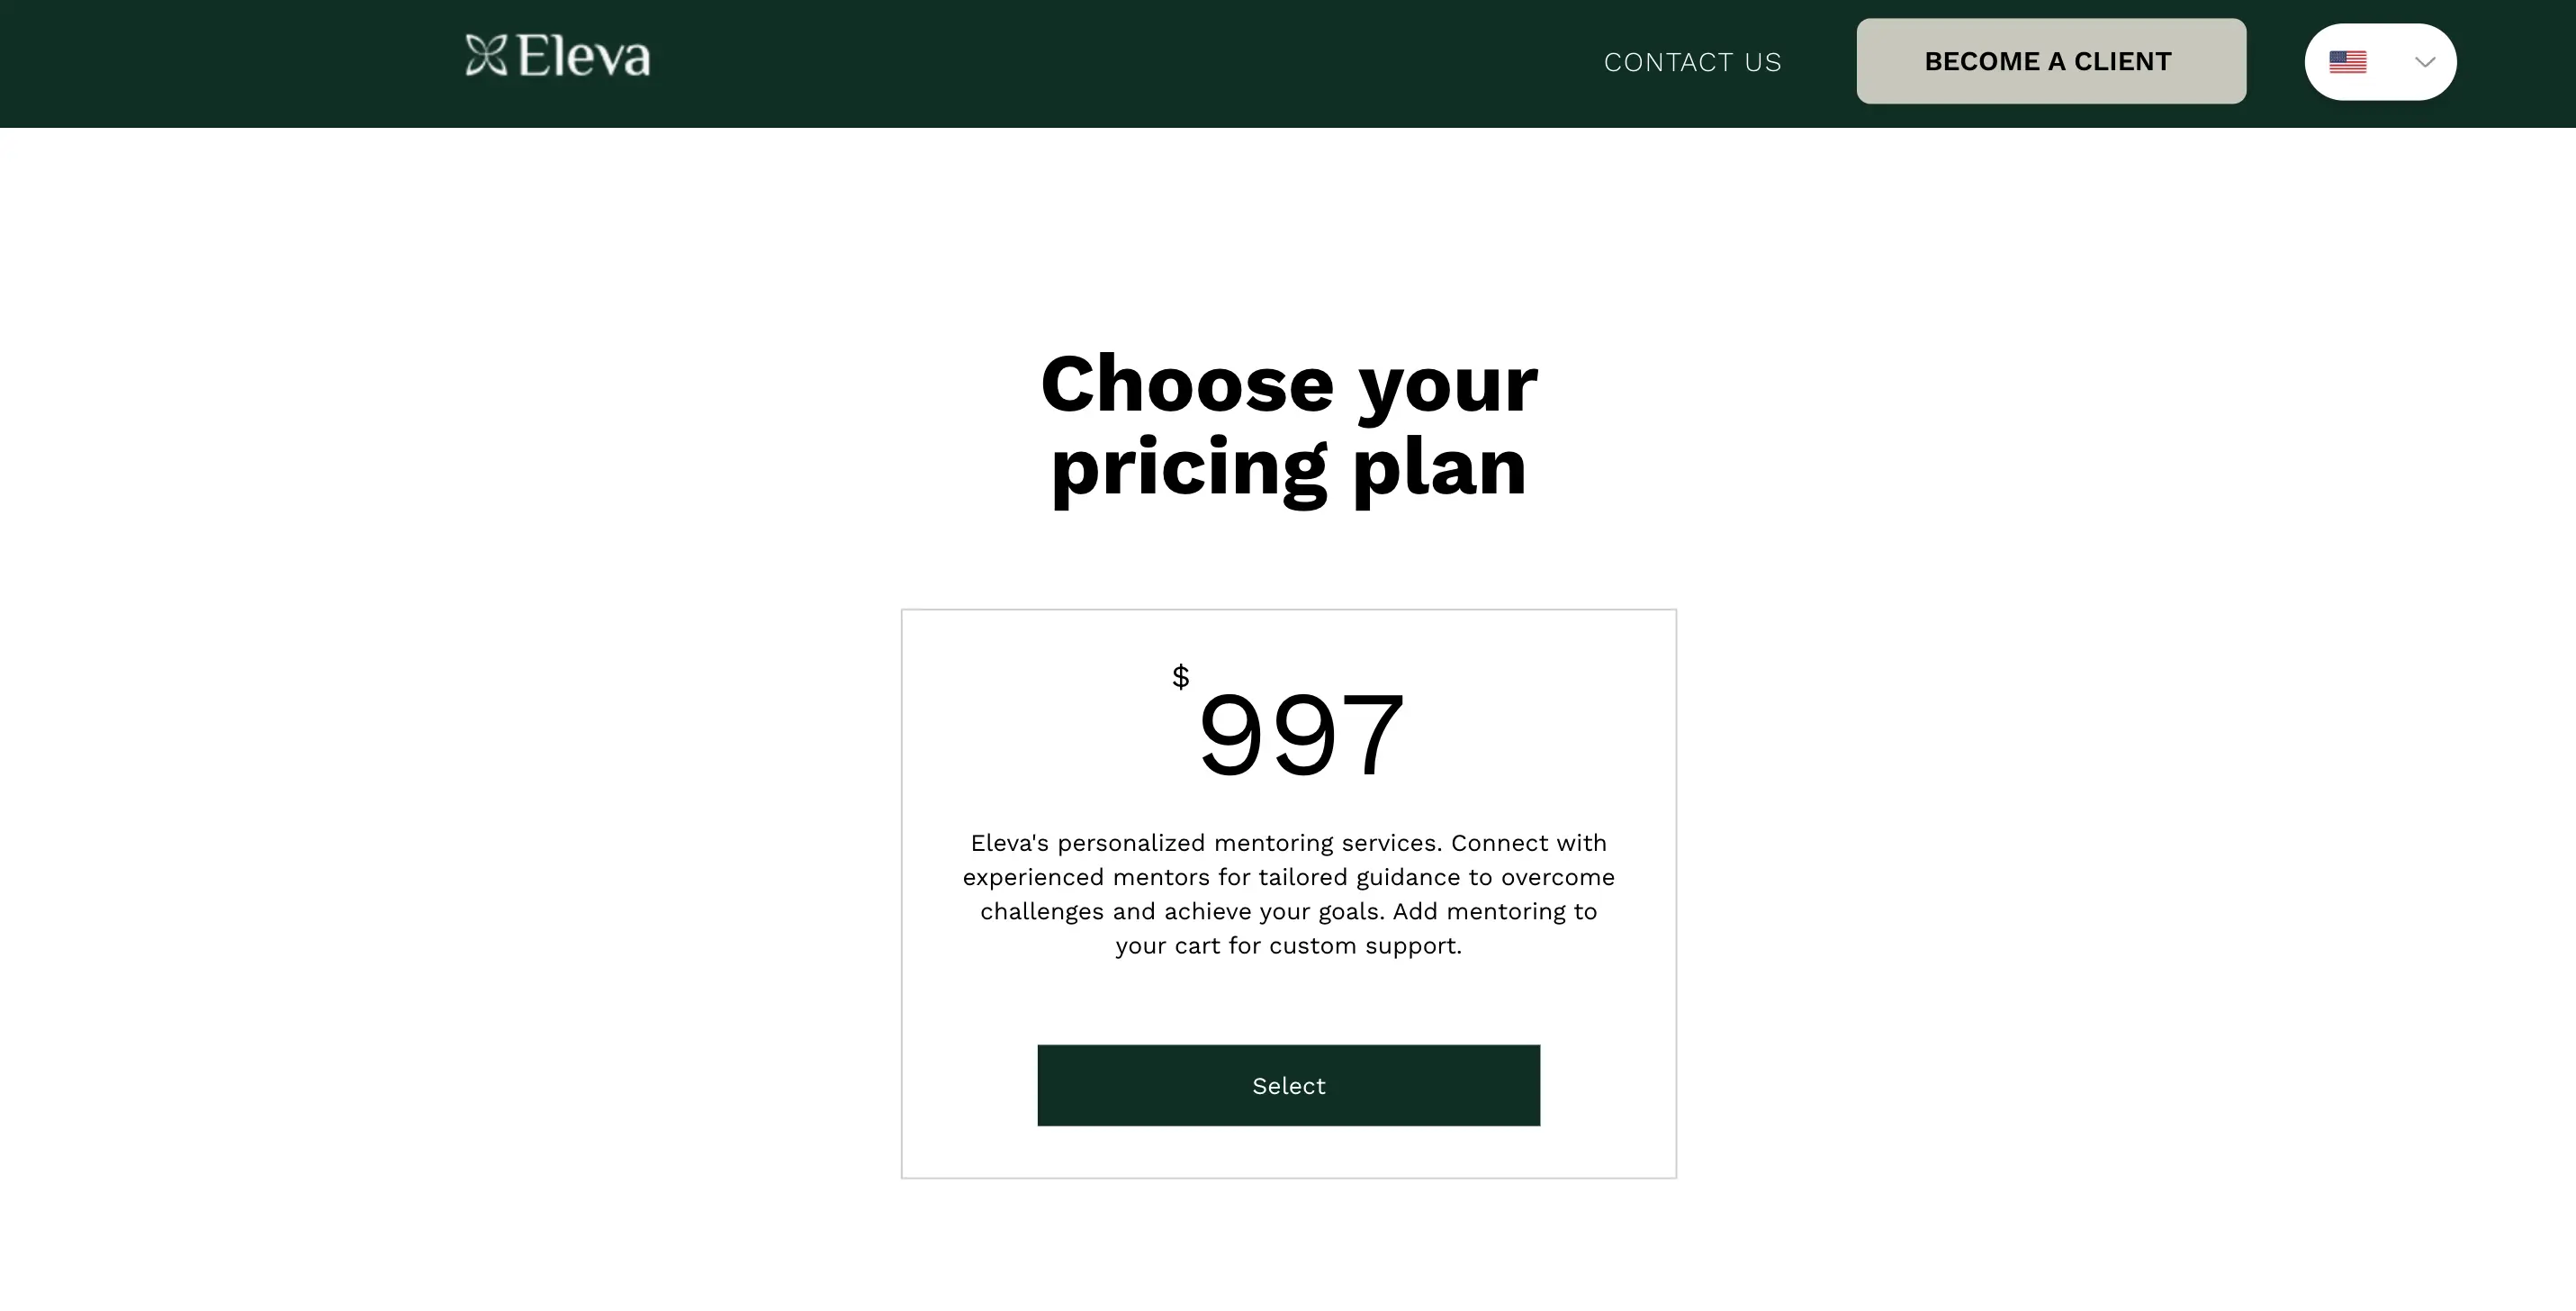 Eleva
CONTACT US
BECOME A CLIENT
Choose your
pricing plan
$
997
Eleva's personalized mentoring services. Connect with
experienced mentors for tailored guidance to overcome
challenges and achieve your goals. Add mentoring to
your cart for custom support.
Select